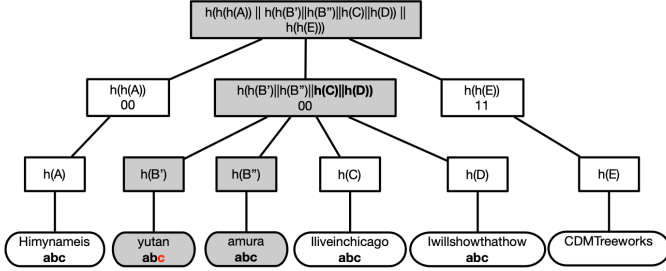 h(h(h(A)) || h(h(B’)||h(B”)||h(C)||h(D)) ||
h(h(E)))
h(h(A))
00
h(h(B’)||h(B”)||h(C)||h(D))
00
h(h(E))
11
h(A)
h(B’)
h(B”)
h(C)
h(D)
h(E)
Himynameis
abc
yutan
abc
amura
abc
Iliveinchicago
abc
Iwillshowthathow
abc
CDMTreeworks